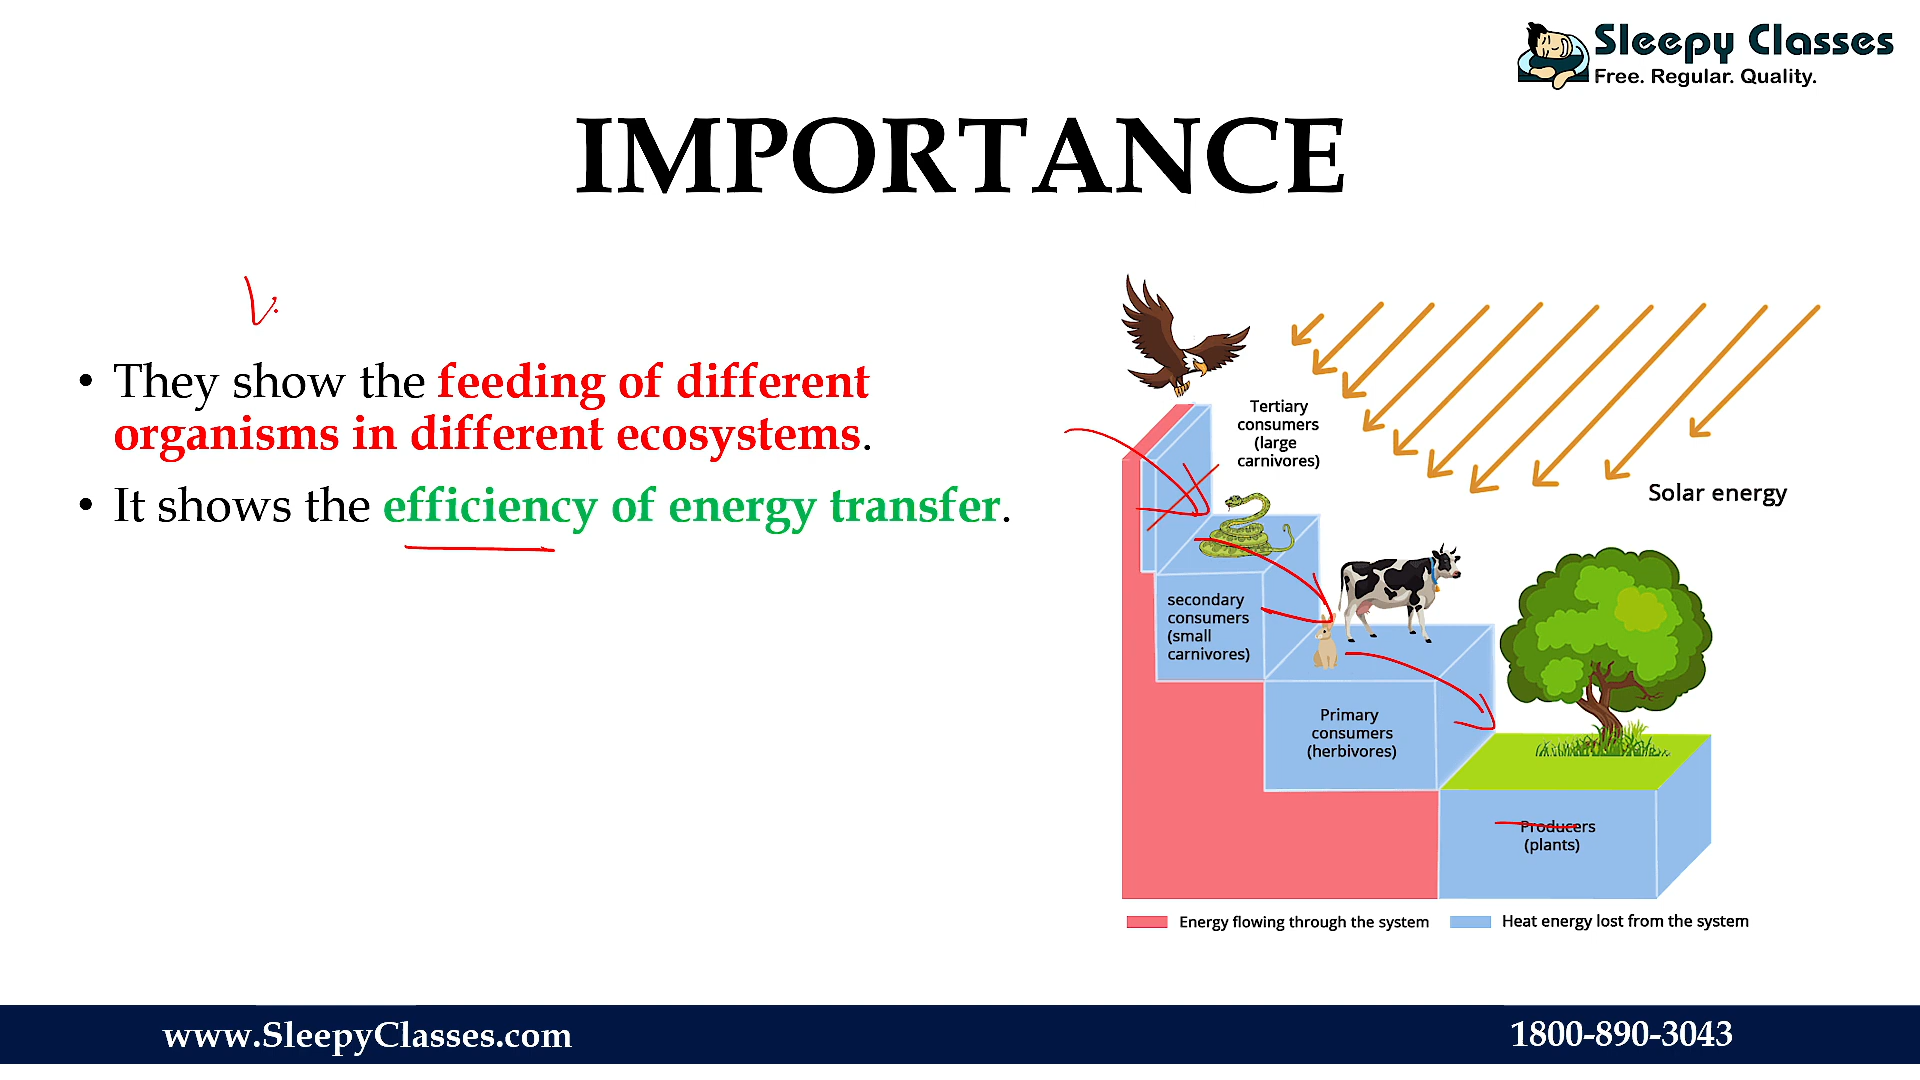 Sleepy Classes
Free. Regular. Quality.
IMPORTANCE
• They show the feeding of different
organisms in different ecosystems.
• It shows the efficiency of energy transfer.
Tertiary
consumers
(large
carnivores)
Solar energy
secondary
consumers
(small
carnivores)
Primary
consumers
(herbivores)
Producers
(plants)
Energy flowing through the system
Heat energy lost from the system
www.SleepyClasses.com
1800-890-3043